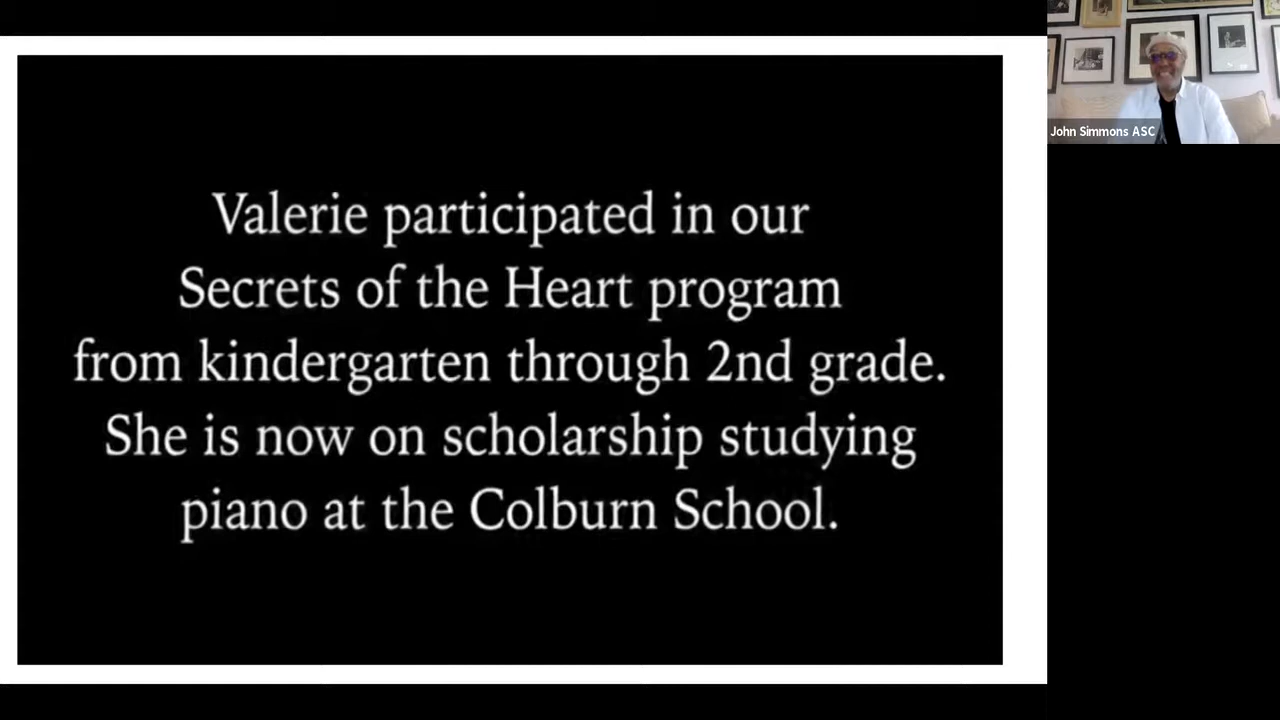 Valerie participated in our
Secrets of the Heart program
from kindergarten through 2nd grade.
She is now on scholarship studying
piano at the Colburn School.
John Simmons ASC